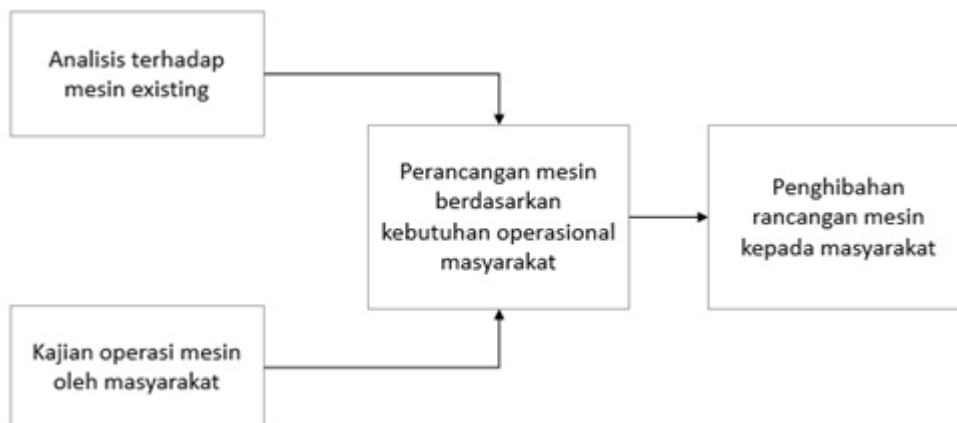 Analisis terhadap
mesin existing
Perancangan mesin
berdasarkan
kebutuhan operasional
masyarakat
Penghibahan
rancangan mesin
kepada masyarakat
Kajian operasi mesin
oleh masyarakat